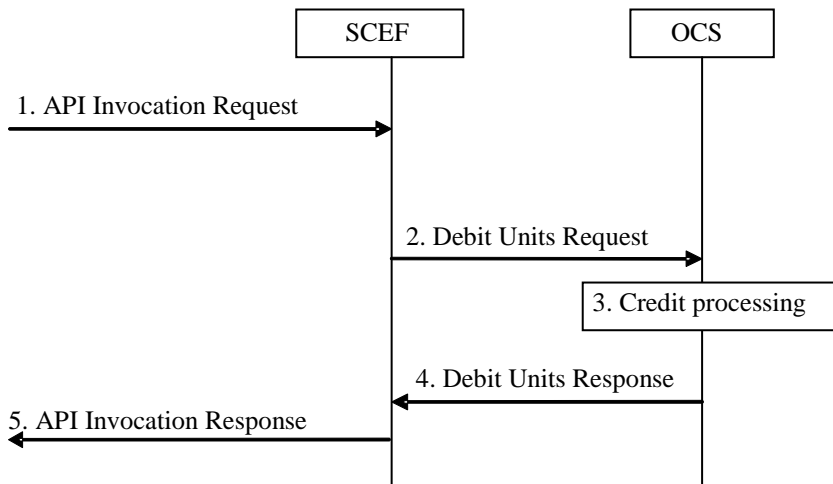 SCEF
OCS
1. API Invocation Request
2. Debit Units Request
3. Credit processing
4. Debit Units Response
5. API Invocation Response